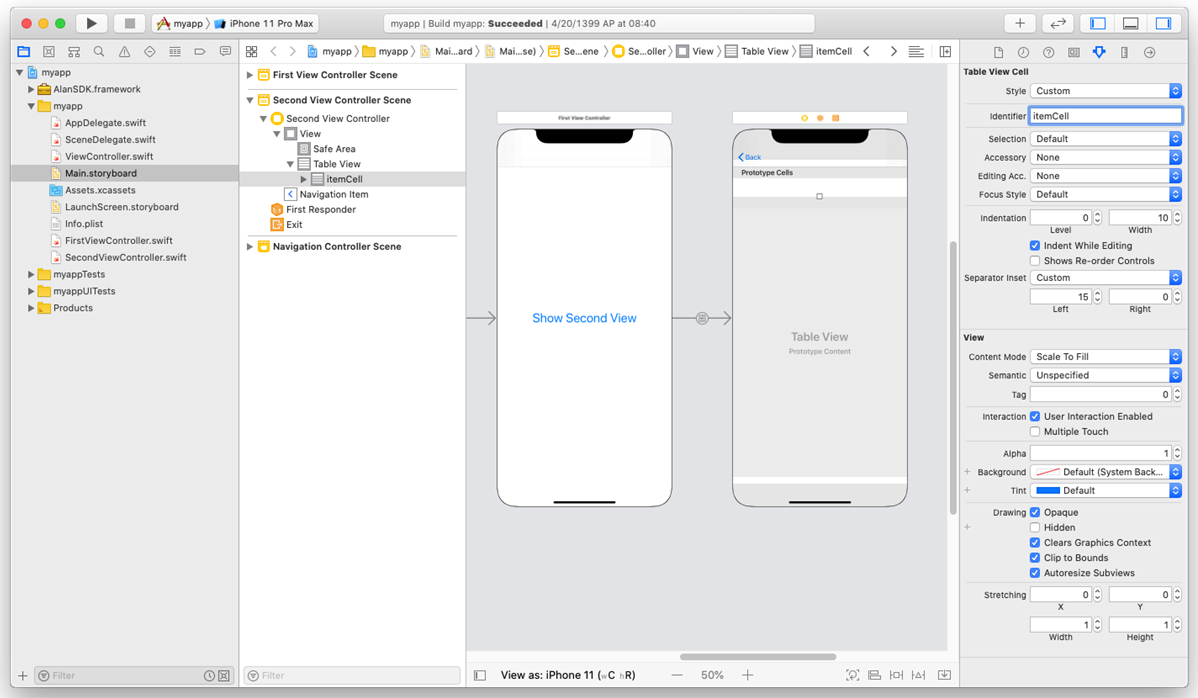 myapp iPhone 11 Pro Max
myapp | Build myapp: Succeeded | 4/20/1399 AP at 08:40
myapp myapp Mai...ard Mai...se) Se...ene Se...oller View Table View itemCell
myapp
AlanSDK.framework
myapp
AppDelegate.swift
SceneDelegate.swift
ViewController.swift
Main.storyboard
Assets.xcassets
LaunchScreen.storyboard
Info.plist
FirstViewController.swift
SecondViewController.swift
myappTests
myappUITests
Products
Filter
First View Controller Scene
Second View Controller Scene
Second View Controller
View
Safe Area
Table View
itemCell
Navigation Item
First Responder
Exit
Navigation Controller Scene
Filter
First View Controller
Show Second View
Back
Prototype Cells
Table View
Prototype Content
View as: iPhone 11 (wC hR)
50%
Table View Cell
Style Custom
Identifier itemCell
Selection Default
Accessory None
Editing Acc. None
Focus Style Default
Indentation 0 10
Level Width
Indent While Editing
Shows Re-order Controls
Separator Inset Custom
15 0
Left Right
View
Content Mode Scale To Fill
Semantic Unspecified
Tag 0
Interaction User Interaction Enabled
Multiple Touch
Alpha 1
Background Default (System Back...
Tint Default
Drawing Opaque
Hidden
Clears Graphics Context
Clip to Bounds
Autoresize Subviews
Stretching 0 0
X Y
1 1
Width Height